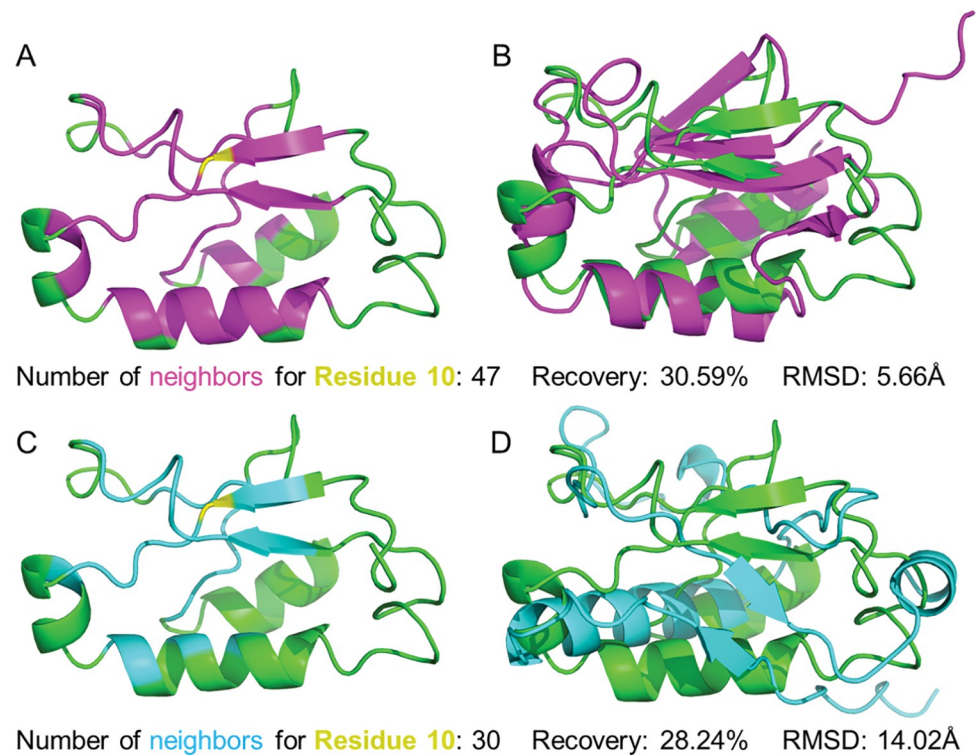 A
B
Number of neighbors for Residue 10: 47 Recovery: 30.59% RMSD: 5.66Å
C
D
Number of neighbors for Residue 10: 30 Recovery: 28.24% RMSD: 14.02Å